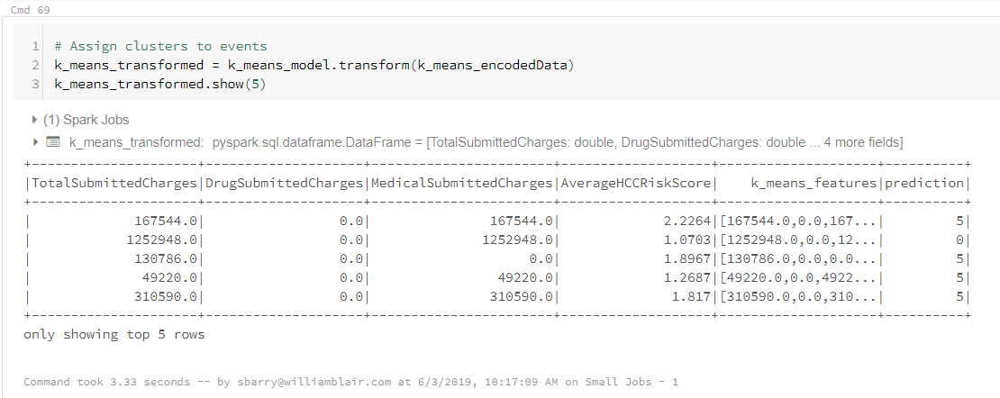 Cmd 69
1 # Assign clusters to events
2 k_means_transformed = k_means_model.transform(k_means_encodedData)
3 k_means_transformed.show(5)
(1) Spark Jobs
k_means_transformed: pyspark.sql.dataframe.DataFrame = [TotalSubmittedCharges: double, DrugSubmittedCharges: double ... 4 more fields]
+---------------------+--------------------+-----------------------+-------------------+--------------------+----------+
|TotalSubmittedCharges|DrugSubmittedCharges|MedicalSubmittedCharges|AverageHCCRiskScore|    k_means_features|prediction|
+---------------------+--------------------+-----------------------+-------------------+--------------------+----------+
|             167544.0|                 0.0|               167544.0|             2.2264|[167544.0,0.0,167...|         5|
|            1252948.0|                 0.0|              1252948.0|             1.0703|[1252948.0,0.0,12...|         0|
|             130786.0|                 0.0|                    0.0|             1.8967|[130786.0,0.0,0.0...|         5|
|              49220.0|                 0.0|                49220.0|             1.2687|[49220.0,0.0,4922...|         5|
|             310590.0|                 0.0|               310590.0|              1.817|[310590.0,0.0,310...|         5|
+---------------------+--------------------+-----------------------+-------------------+--------------------+----------+
only showing top 5 rows
Command took 3.33 seconds -- by sbarry@williamblair.com at 6/3/2019, 10:17:09 AM on Small Jobs - 1